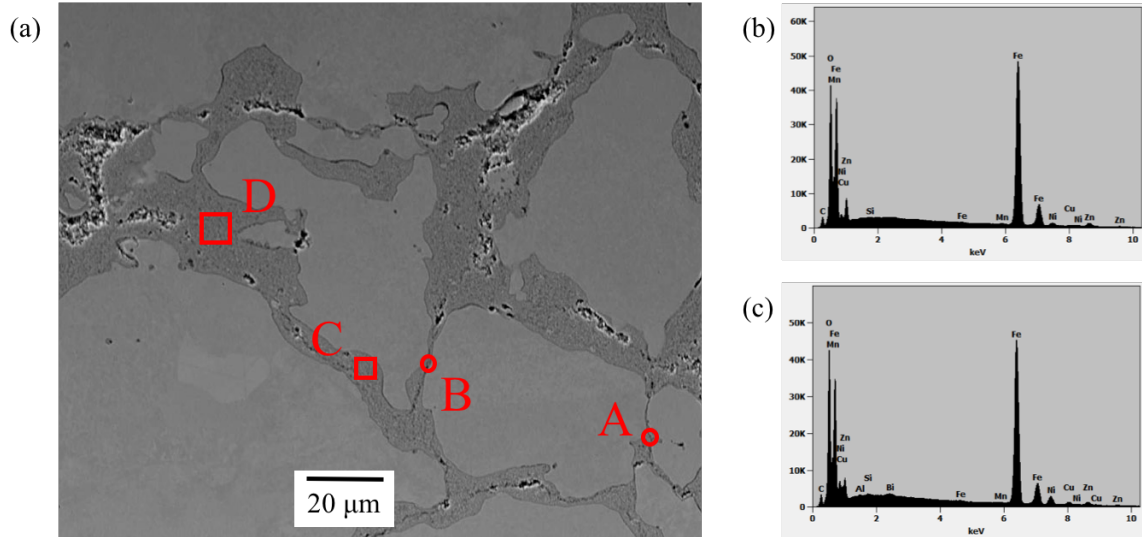 (a)
D
C
B
A
20 μm
(b)
60K
50K
40K
30K
20K
10K
0
O
Fe
Mn
Zn
Ni
Cu
C
Si
Fe
Mn
Fe
Fe
Ni
Cu
Ni
Zn
Zn
0
2
4
6
8
10
keV
(c)
50K
40K
30K
20K
10K
0
O
Fe
Mn
Zn
Ni
Cu
C
Al
Si
Bi
Fe
Mn
Fe
Fe
Ni
Cu
Ni
Zn
Cu
Zn
0
2
4
6
8
10
keV